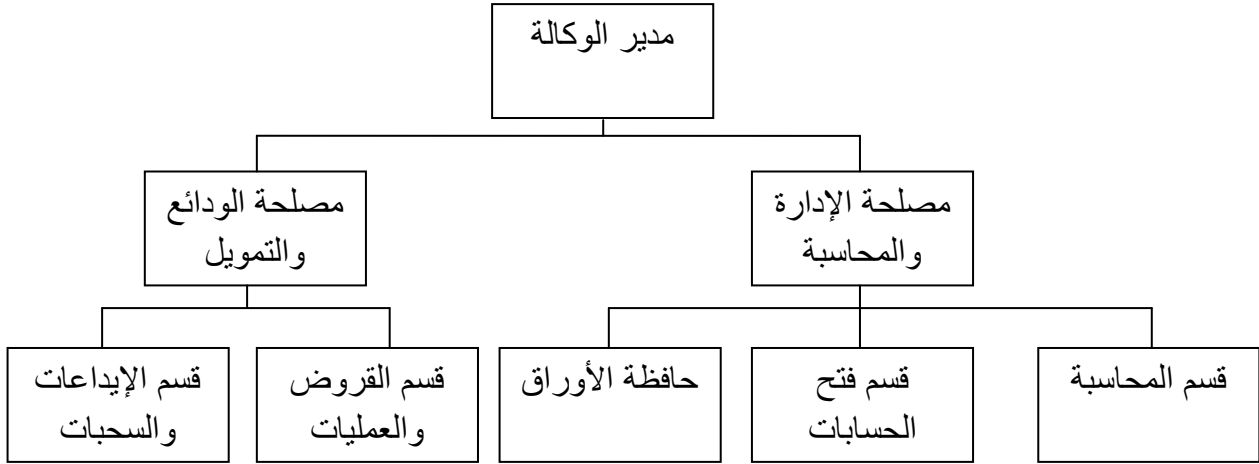 مدير الوكالة
مصلحة الإدارة
والمحاسبة
مصلحة الودائع
والتمويل
قسم المحاسبة
قسم فتح
الحسابات
حافظة الأوراق
قسم القروض
والعمليات
قسم الإيداعات
والسحبات